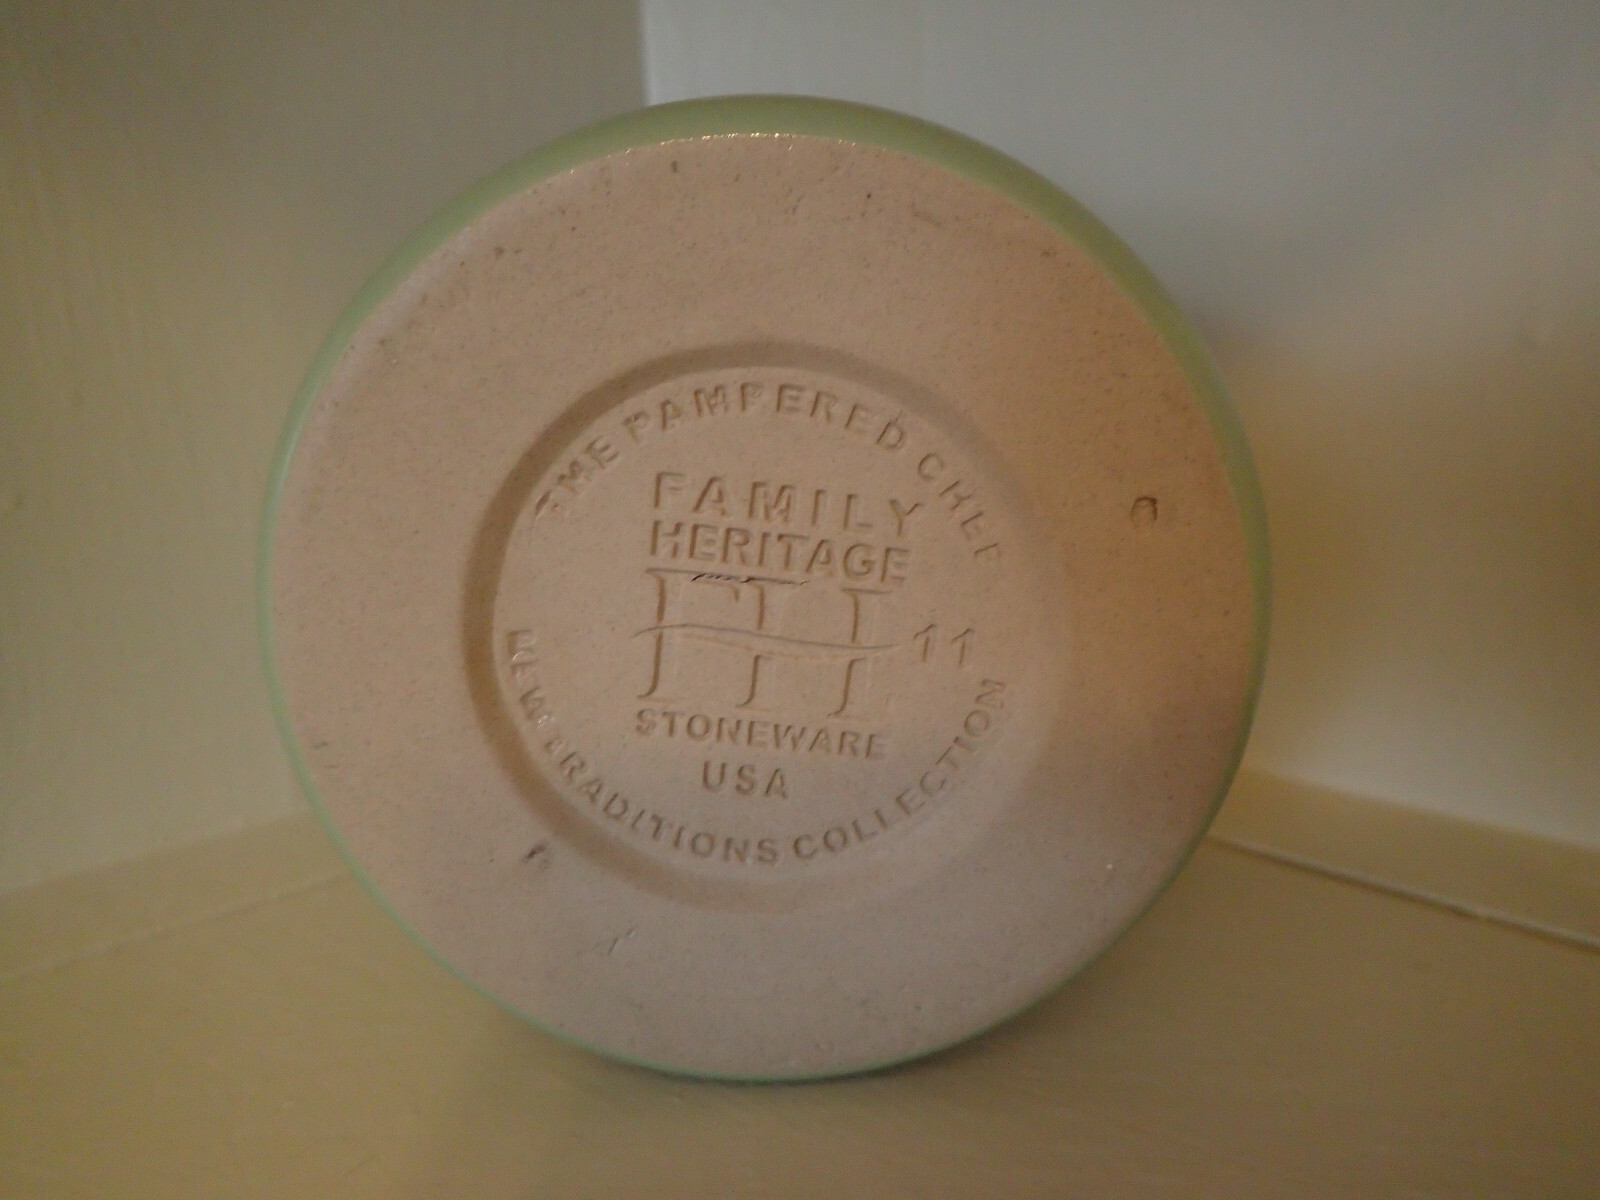 THE PAMPERED CHEF
FAMILY
HERITAGE
FH 11
STONEWARE
USA
NEW TRADITIONS COLLECTION